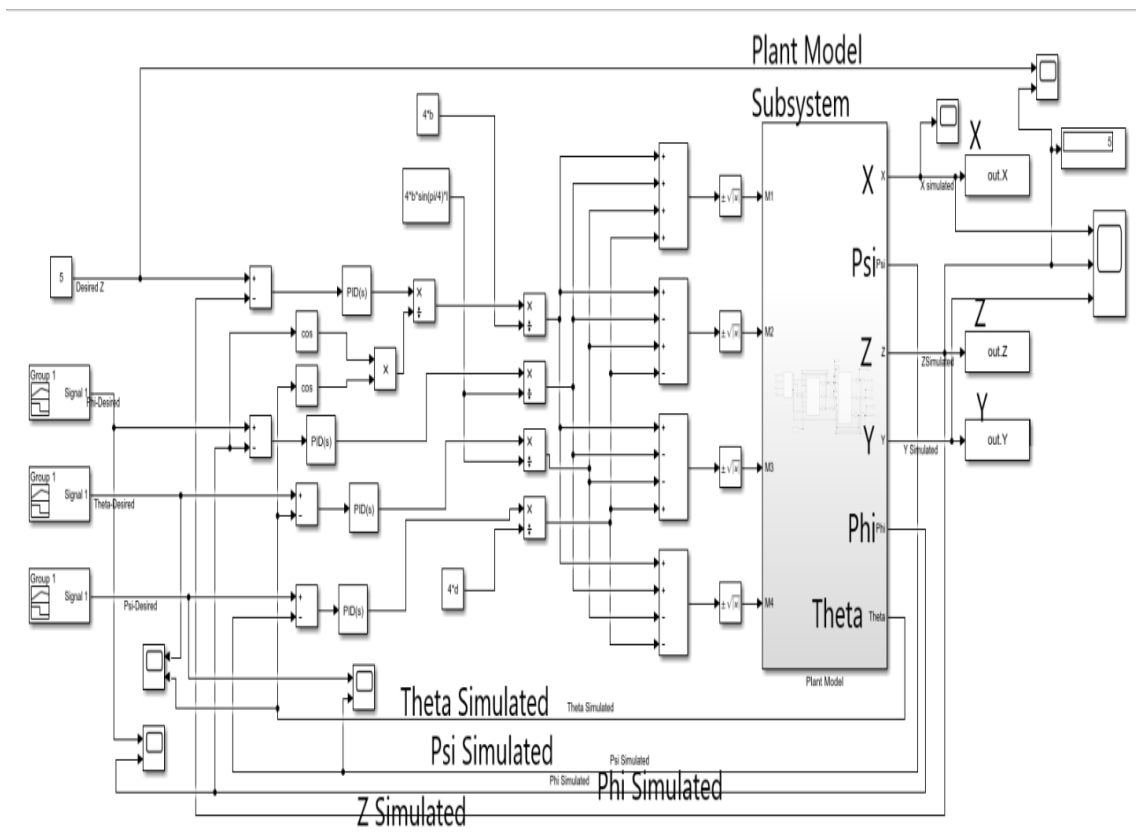 Plant Model
Subsystem
4*b
4*b*sin(pi/4)*l
X
5
out.X
X simulated
X
X
M1
+
+
+
+
Psi
Psi
5
Desired Z
+
-
PID(s)
×
÷
×
÷
+
-
+
-
M2
Z
Z
Z
out.Z
ZSimulated
cos
×
cos
Group 1
Signal 1
Phi-Desired
×
÷
+
-
PID(s)
Y
Y
Y
out.Y
Y Simulated
+
-
-
+
M3
×
÷
Group 1
Signal 1
Theta-Desired
+
-
PID(s)
×
÷
Phi
Phi
Group 1
Signal 1
Psi-Desired
+
-
PID(s)
4*d
+
+
-
-
M4
Theta
Theta
Plant Model
Theta Simulated
Theta Simulated
Psi Simulated
Psi Simulated
Phi Simulated
Phi Simulated
Z Simulated